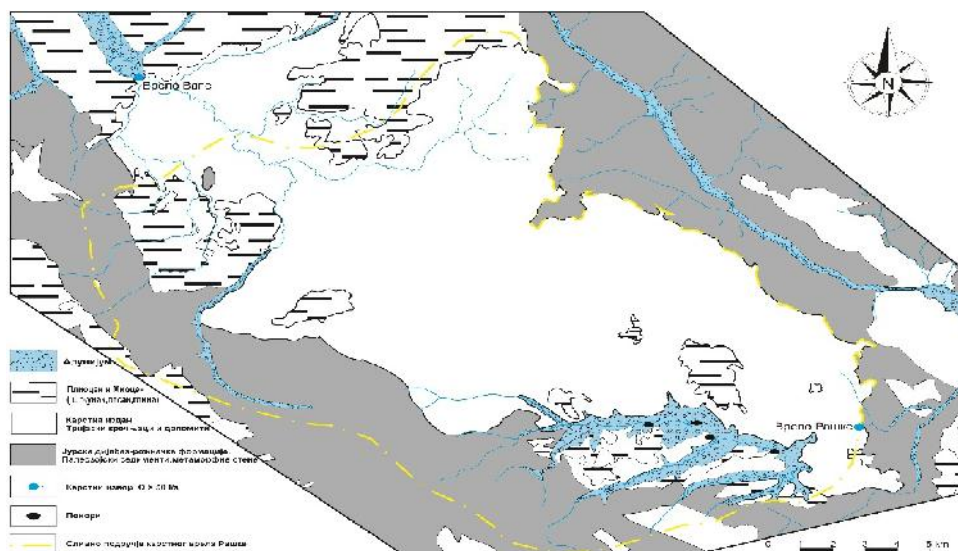 N
Врело Вапе
Врело Рашке
Алувијум
Плиоцен и Миоцен
Карстна издан
Тријаски кречњаци и доломити
Јурска дијабаз-рожначка формација
Палеозојски седименти, метаморфне стене
Карстни извор
Понори
Сливно подручје карстног врела Рашке
0 1 2 3 4 5 km